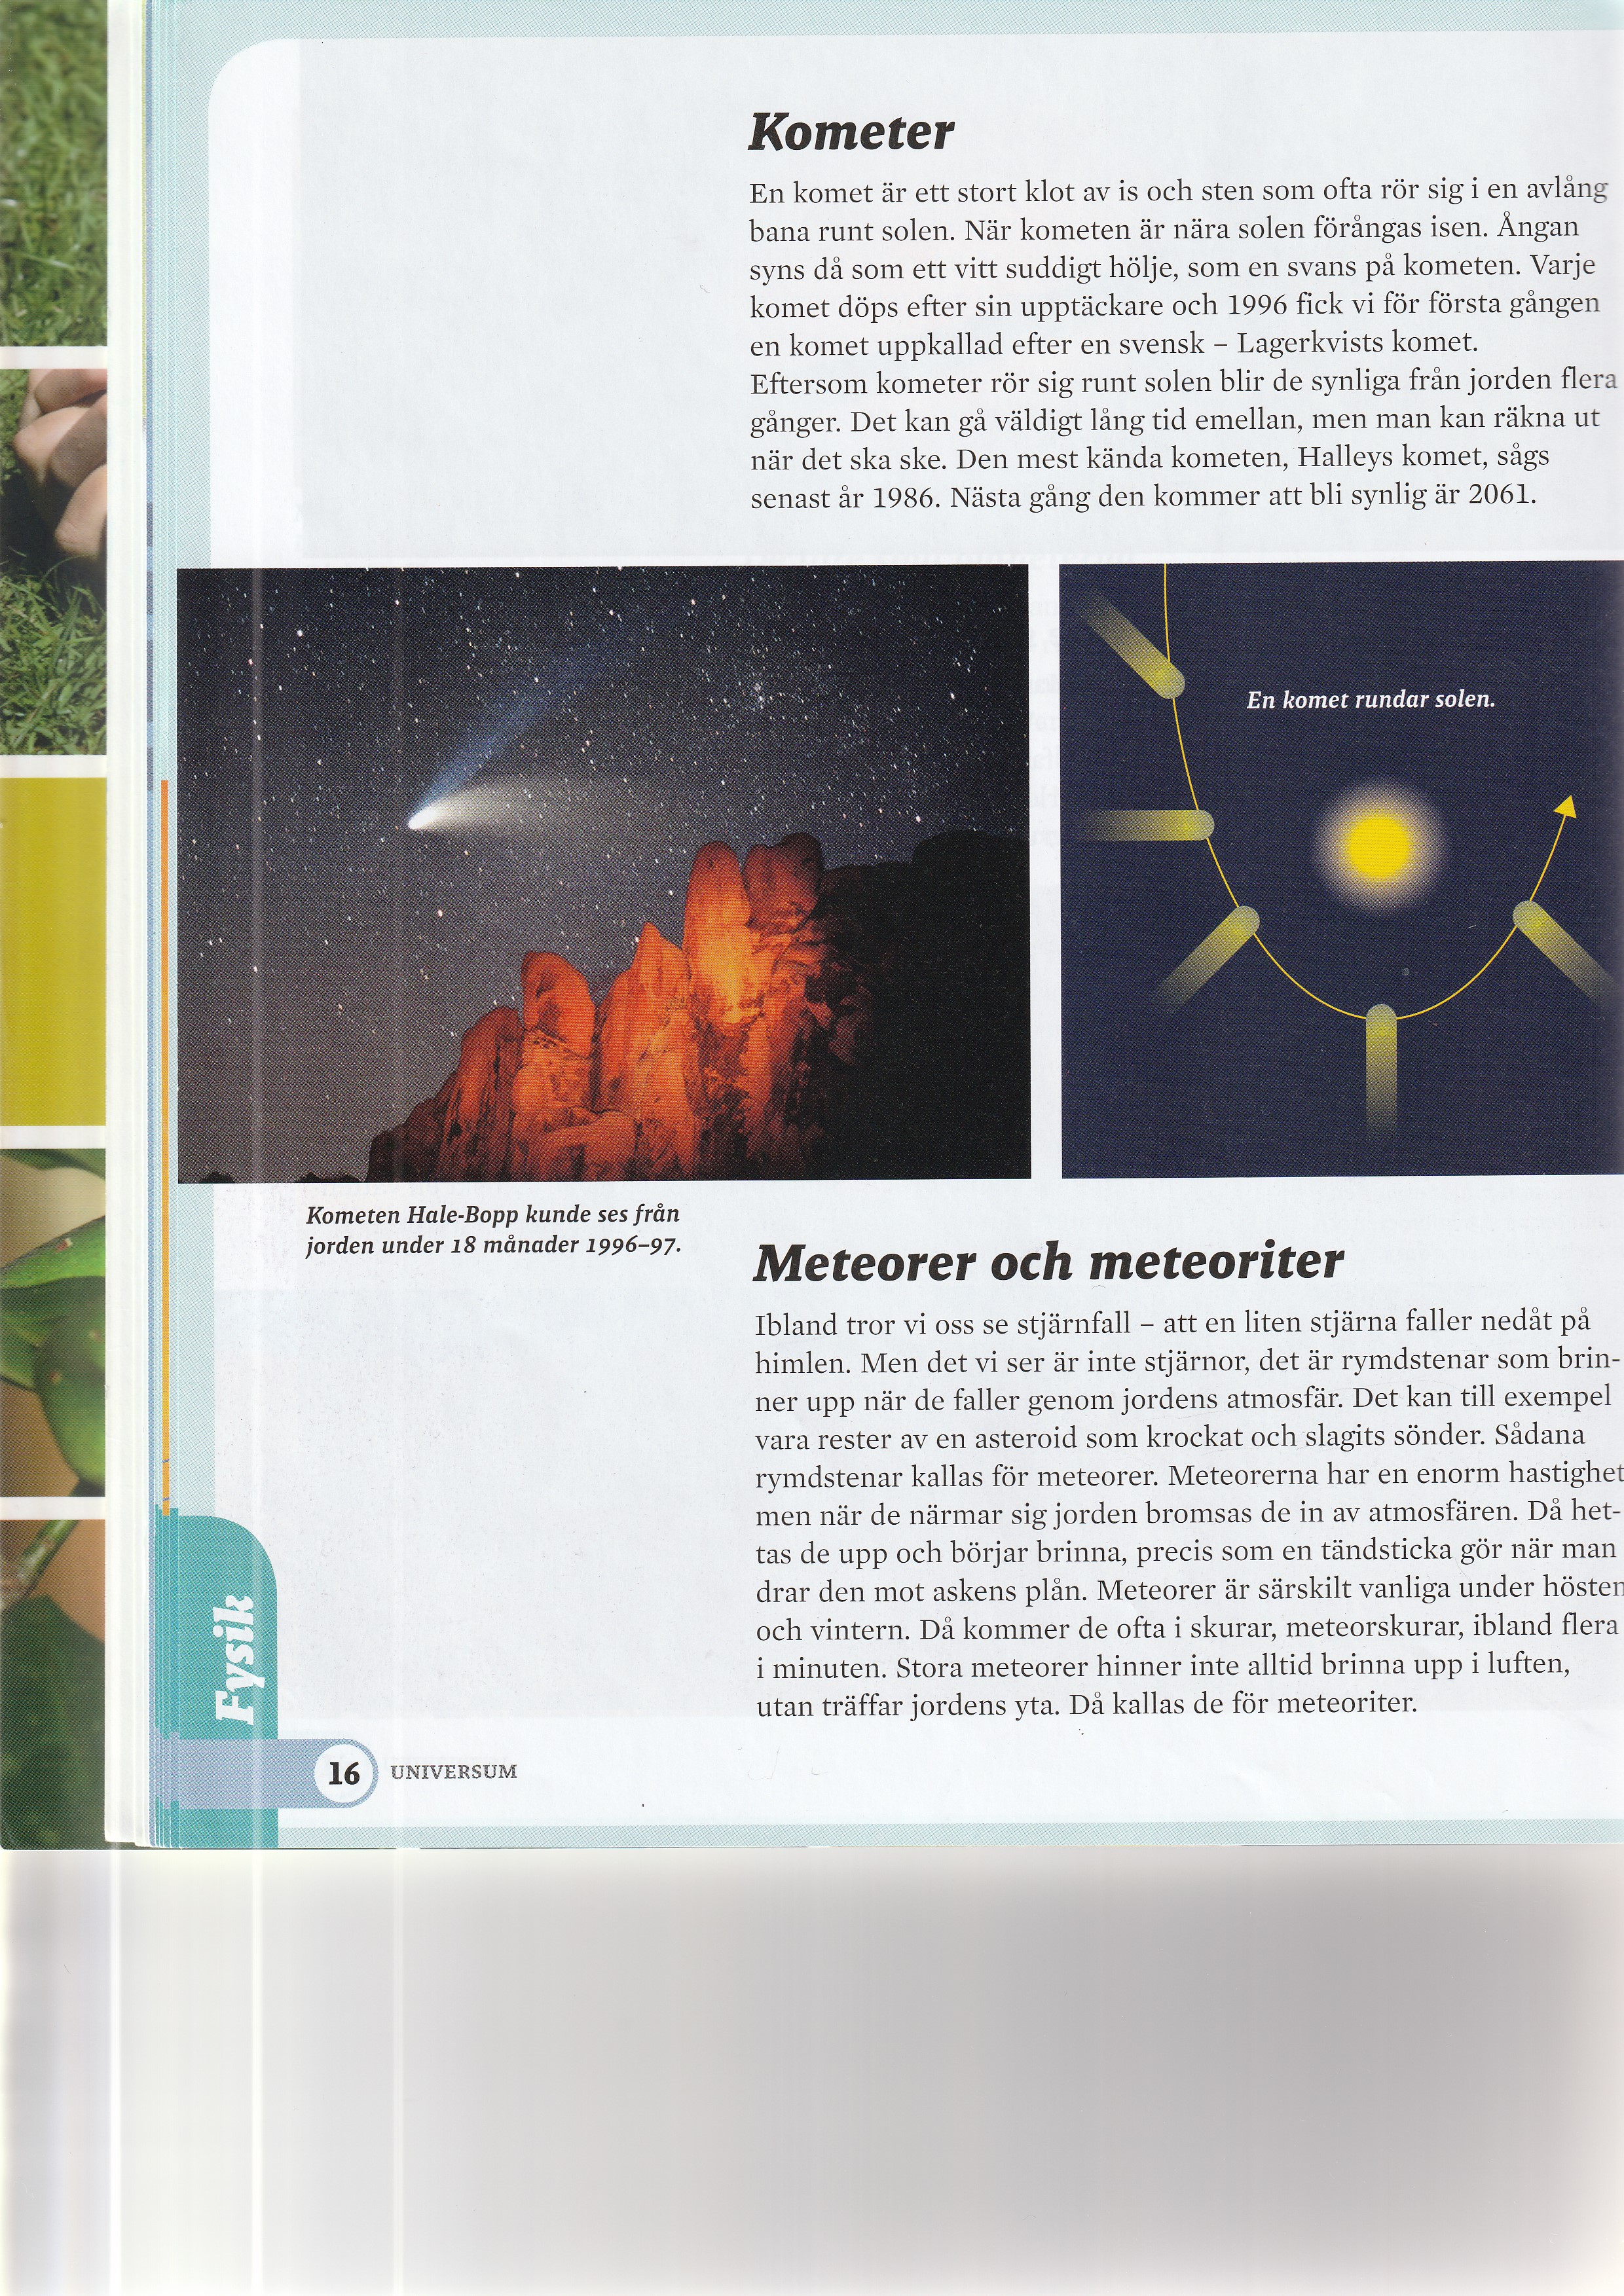 Kometer
En komet är ett stort klot av is och sten som ofta rör sig i en avlång
bana runt solen. När kometen är nära solen förångas isen. Ångan
syns då som ett vitt suddigt hölje, som en svans på kometen. Varje
komet döps efter sin upptäckare och 1996 fick vi för första gången
en komet uppkallad efter en svensk – Lagerkvists komet.
Eftersom kometer rör sig runt solen blir de synliga från jorden flera
gånger. Det kan gå väldigt lång tid emellan, men man kan räkna ut
när det ska ske. Den mest kända kometen, Halleys komet, sågs
senast år 1986. Nästa gång den kommer att bli synlig är 2061.
En komet rundar solen.
Kometen Hale-Bopp kunde ses från
jorden under 18 månader 1996–97.
Meteorer och meteoriter
Ibland tror vi oss se stjärnfall – att en liten stjärna faller nedåt på
himlen. Men det vi ser är inte stjärnor, det är rymdstenar som brin-
ner upp när de faller genom jordens atmosfär. Det kan till exempel
vara rester av en asteroid som krockat och slagits sönder. Sådana
rymdstenar kallas för meteorer. Meteorerna har en enorm hastighet
men när de närmar sig jorden bromsas de in av atmosfären. Då het-
tas de upp och börjar brinna, precis som en tändsticka gör när man
drar den mot askens plån. Meteorer är särskilt vanliga under hösten
och vintern. Då kommer de ofta i skurar, meteorskurar, ibland flera
i minuten. Stora meteorer hinner inte alltid brinna upp i luften,
utan träffar jordens yta. Då kallas de för meteoriter.
Fysik
16 UNIVERSUM